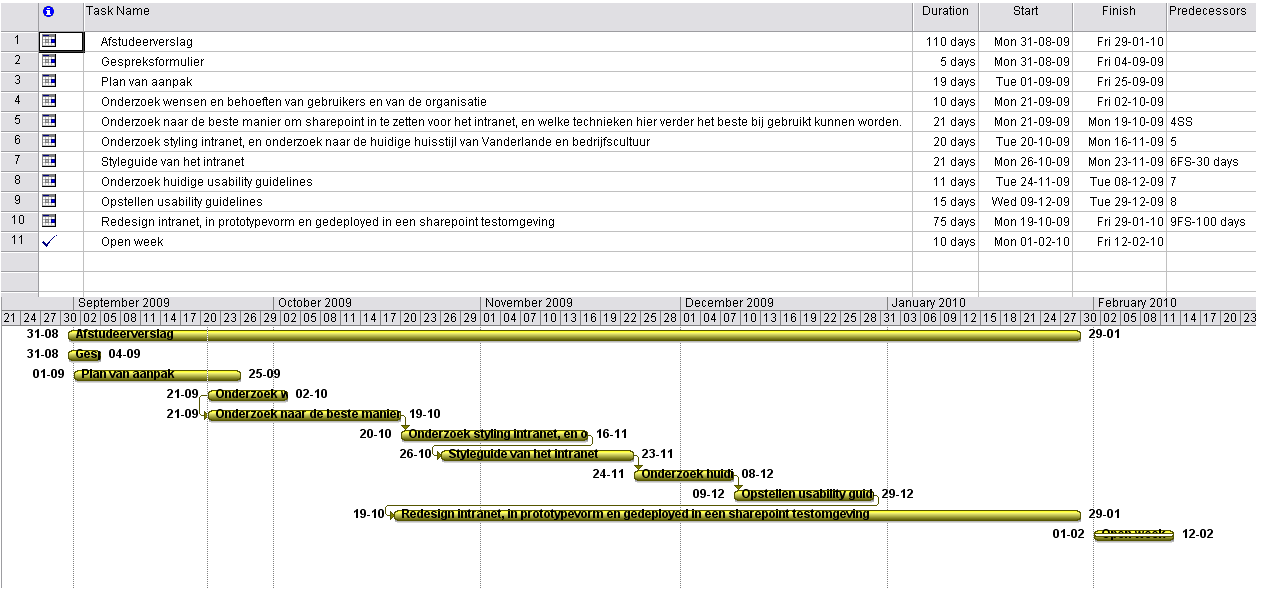 Task Name Duration Start Finish Predecessors
1 Afstudeerverslag 110 days Mon 31-08-09 Fri 29-01-10
2 Gespreksformulier 5 days Mon 31-08-09 Fri 04-09-09
3 Plan van aanpak 19 days Tue 01-09-09 Fri 25-09-09
4 Onderzoek wensen en behoeften van gebruikers en van de organisatie 10 days Mon 21-09-09 Fri 02-10-09
5 Onderzoek naar de beste manier om sharepoint in te zetten voor het intranet, en welke technieken hier verder het beste bij gebruikt kunnen worden. 21 days Mon 21-09-09 Mon 19-10-09 4SS
6 Onderzoek styling intranet, en onderzoek naar de huidige huisstijl van Vanderlande en bedrijfscultuur 20 days Tue 20-10-09 Mon 16-11-09 5
7 Styleguide van het intranet 21 days Mon 26-10-09 Mon 23-11-09 6FS-30 days
8 Onderzoek huidige usability guidelines 11 days Tue 24-11-09 Tue 08-12-09 7
9 Opstellen usability guidelines 15 days Wed 09-12-09 Tue 29-12-09 8
10 Redesign intranet, in prototypevorm en gedeployed in een sharepoint testomgeving 75 days Mon 19-10-09 Fri 29-01-10 9FS-100 days
11 Open week 10 days Mon 01-02-10 Fri 12-02-10
September 2009 October 2009 November 2009 December 2009 January 2010 February 2010
21 24 27 30 02 05 08 11 14 17 20 23 26 29 02 05 08 11 14 17 20 23 26 29 01 04 07 10 13 16 19 22 25 28 01 04 07 10 13 16 19 22 25 28 31 03 06 09 12 15 18 21 24 27 30 02 05 08 11 14 17 20 23
31-08 Afstudeerverslag 29-01
31-08 Gesp 04-09
01-09 Plan van aanpak 25-09
21-09 Onderzoek w 02-10
21-09 Onderzoek naar de beste manier 19-10
20-10 Onderzoek styling intranet, en o 16-11
26-10 Styleguide van het intranet 23-11
24-11 Onderzoek huidi 08-12
09-12 Opstellen usability guid 29-12
19-10 Redesign intranet, in prototypevorm en gedeployed in een sharepoint testomgeving 29-01
01-02 Open week 12-02